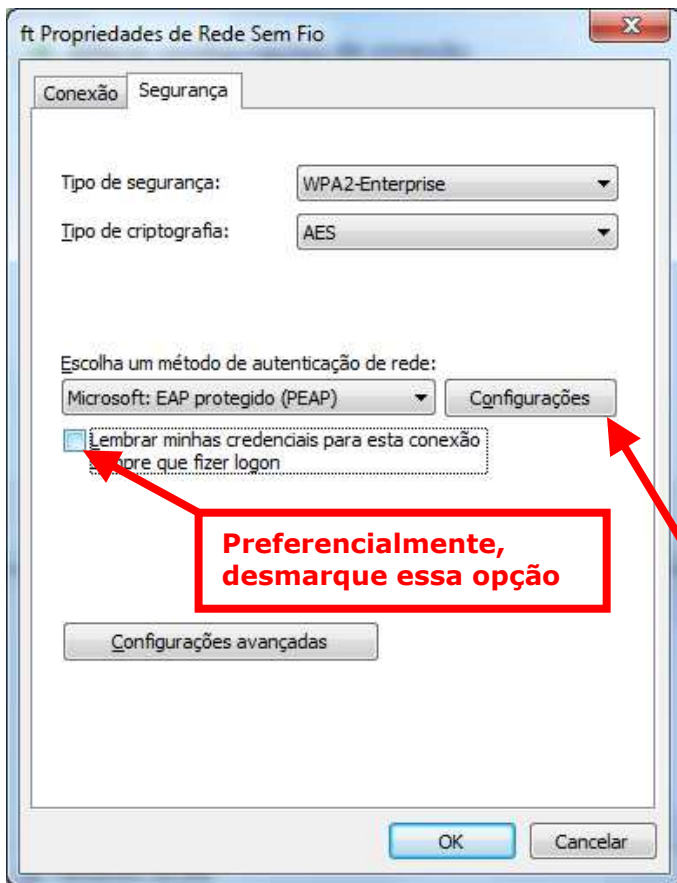 ft Propriedades de Rede Sem Fio
Conexão Segurança
Tipo de segurança: WPA2-Enterprise
Tipo de criptografia: AES
Escolha um método de autenticação de rede:
Microsoft: EAP protegido (PEAP) Configurações
Lembrar minhas credenciais para esta conexão
sempre que fizer logon
Preferencialmente,
desmarque essa opção
Configurações avançadas
OK Cancelar